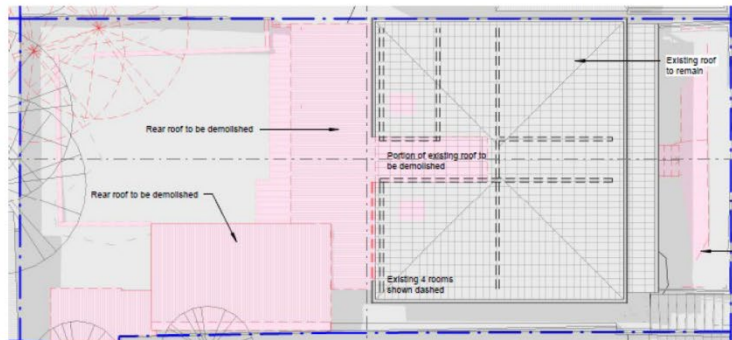 Existing roof
to remain
Rear roof to be demolished
Portion of existing roof to
be demolished
Rear roof to be demolished
Existing 4 rooms
shown dashed